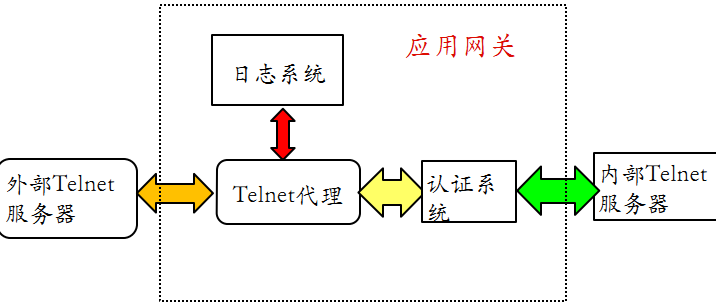 应用网关
日志系统
外部Telnet
服务器
Telnet代理
认证系
统
内部Telnet
服务器